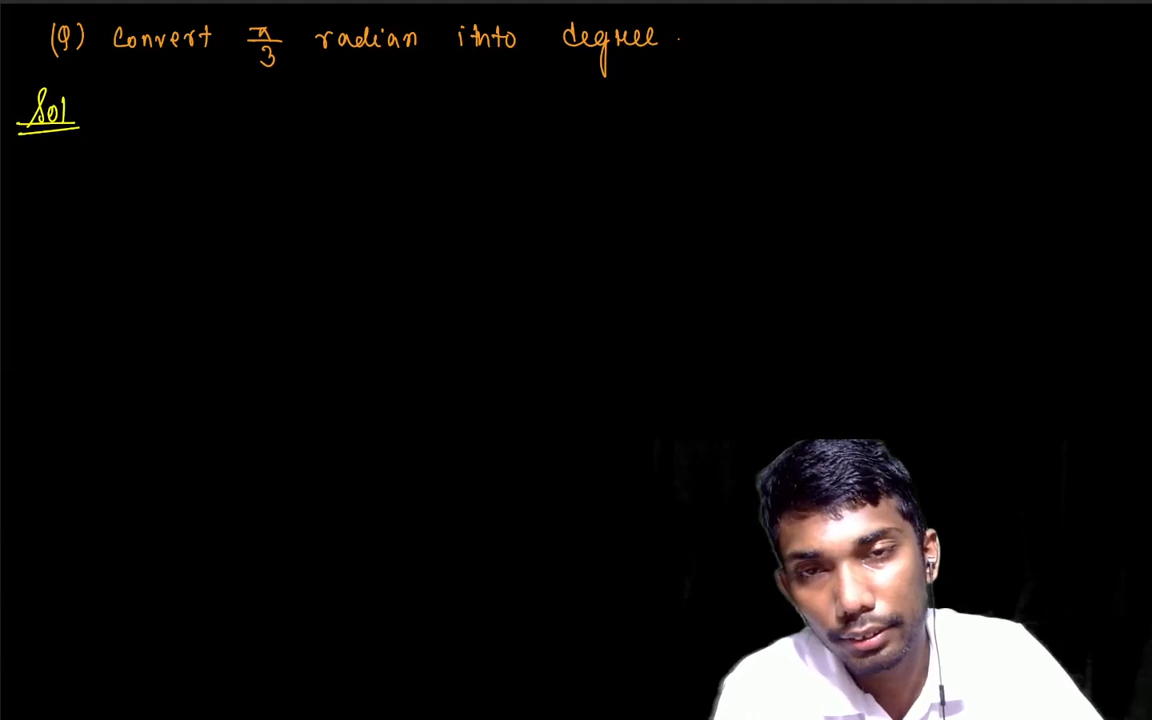 (Q) Convert π/3 radian into degree.
Sol